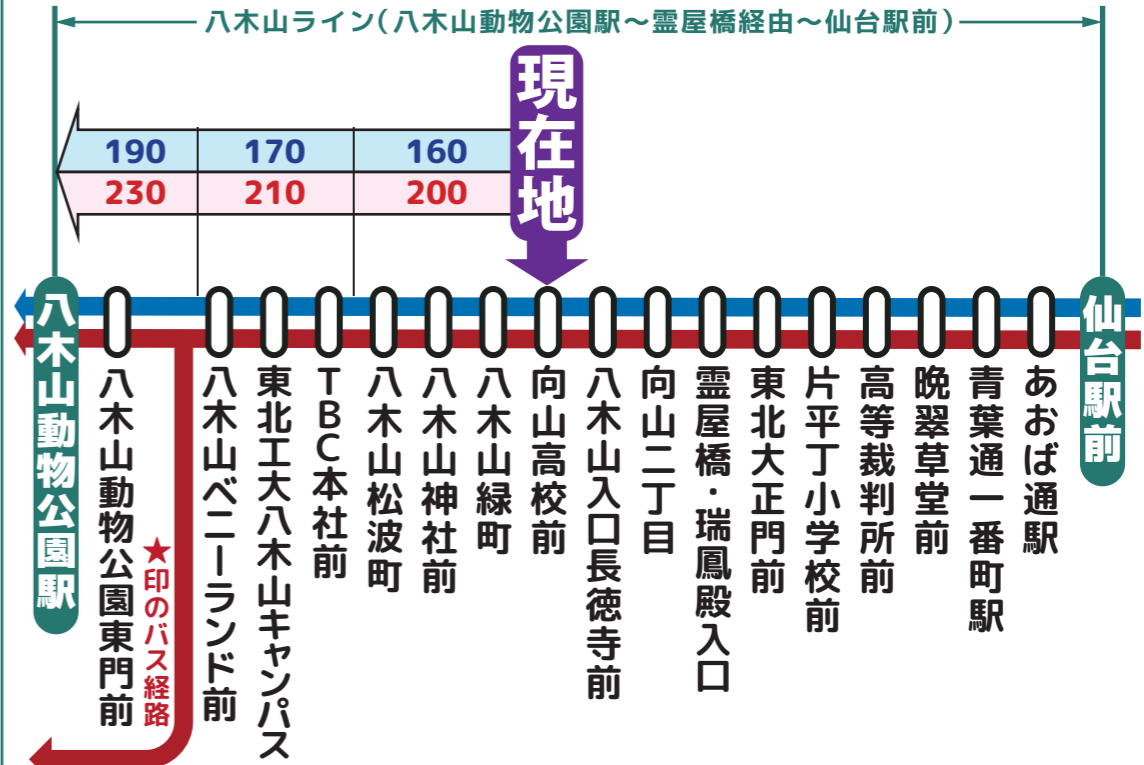 八木山ライン(八木山動物公園駅〜霊屋橋経由〜仙台駅前)
現在地
190 170 160
230 210 200
八木山動物公園駅
八木山動物公園東門前
★印のバス経路
八木山ベニーランド前
東北工大八木山キャンパス
TBC本社前
八木山松波町
八木山神社前
八木山緑町
向山高校前
八木山入口長徳寺前
向山二丁目
霊屋橋・瑞鳳殿入口
東北大正門前
片平丁小学校前
高等裁判所前
晩翠草堂前
青葉通一番町駅
あおば通駅
仙台駅前